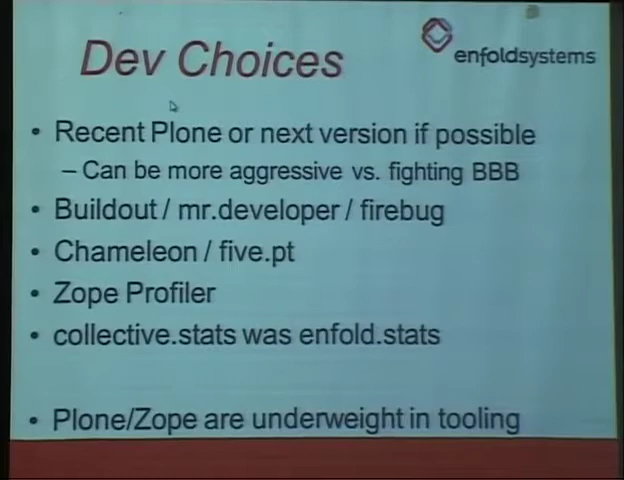 Dev Choices
enfoldsystems
• Recent Plone or next version if possible
– Can be more aggressive vs. fighting BBB
• Buildout / mr.developer / firebug
• Chameleon / five.pt
• Zope Profiler
• collective.stats was enfold.stats
• Plone/Zope are underweight in tooling